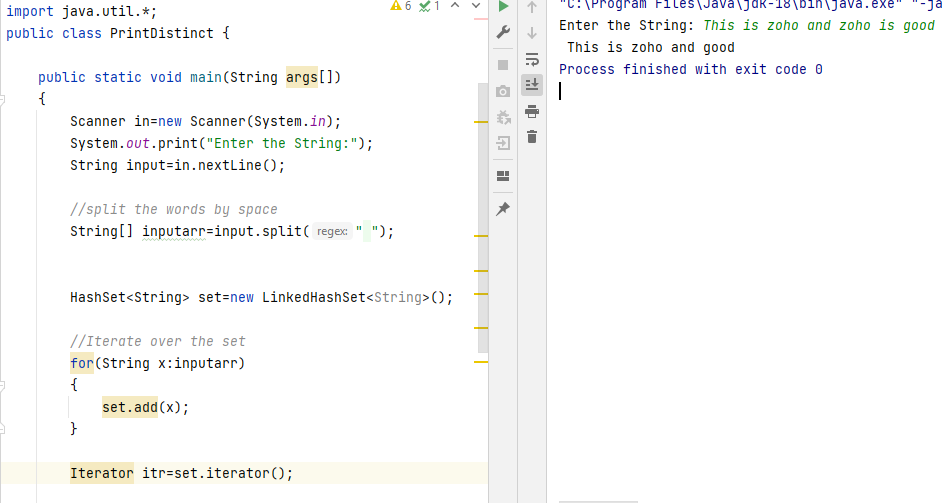 import java.util.*;
public class PrintDistinct {
public static void main(String args[])
{
Scanner in=new Scanner(System.in);
System.out.print("Enter the String:");
String input=in.nextLine();
//split the words by space
String[] inputarr=input.split( regex: " ");
HashSet<String> set=new LinkedHashSet<String>();
//Iterate over the set
for(String x:inputarr)
{
set.add(x);
}
Iterator itr=set.iterator();
6 1
"C:\Program Files\Java\jdk-18\bin\java.exe" "-ja
Enter the String: This is zoho and zoho is good
This is zoho and good
Process finished with exit code 0